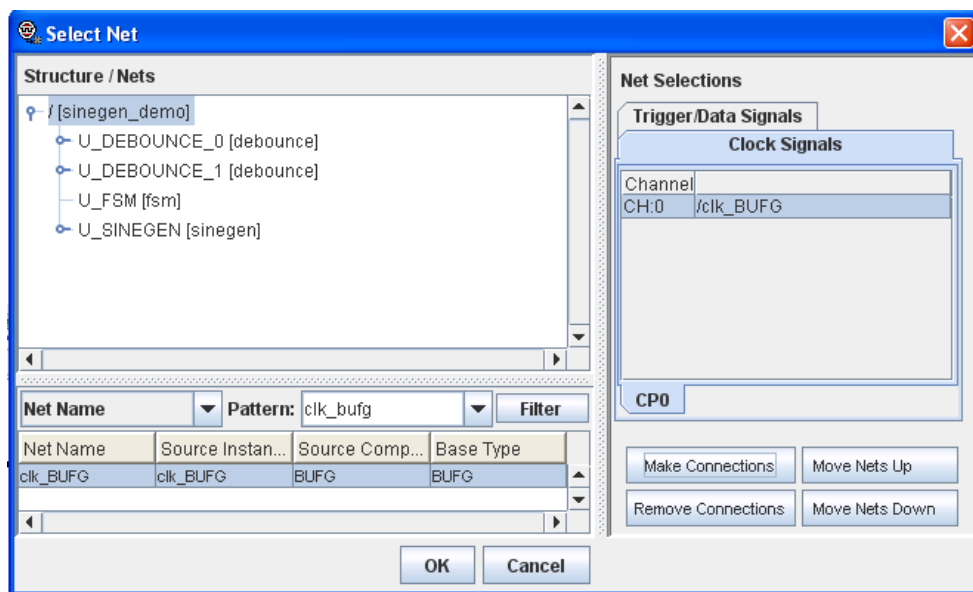 Select Net
Structure / Nets
/ [sinegen_demo]
U_DEBOUNCE_0 [debounce]
U_DEBOUNCE_1 [debounce]
U_FSM [fsm]
U_SINEGEN [sinegen]
Net Name Pattern: clk_bufg Filter
Net Name Source Instan... Source Comp... Base Type
clk_BUFG clk_BUFG BUFG BUFG
Net Selections
Trigger/Data Signals
Clock Signals
Channel
CH:0 /clk_BUFG
CP0
Make Connections Move Nets Up
Remove Connections Move Nets Down
OK Cancel